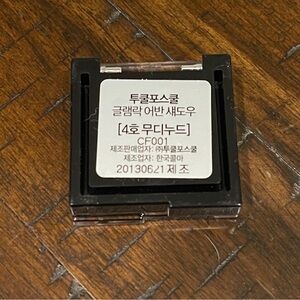 투쿨포스쿨
글램락 어반 섀도우
[4호 무디누드]
CF001
제조판매업자: ㈜투쿨포스쿨
제조업자: 한국콜마
20130621 제조